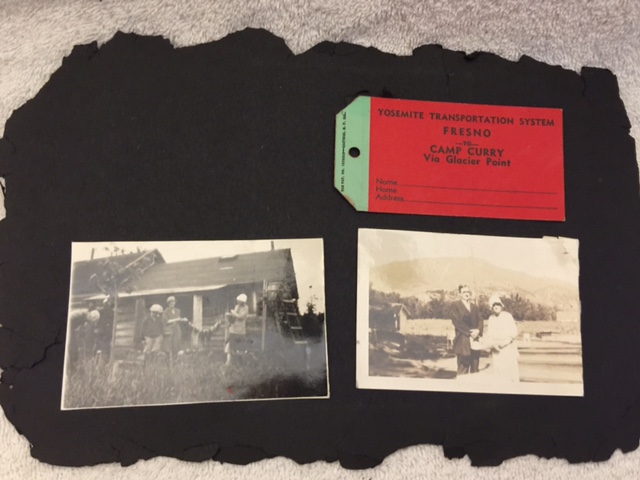 YOSEMITE TRANSPORTATION SYSTEM
FRESNO
—TO—
CAMP CURRY
Via Glacier Point
Name
Home
Address